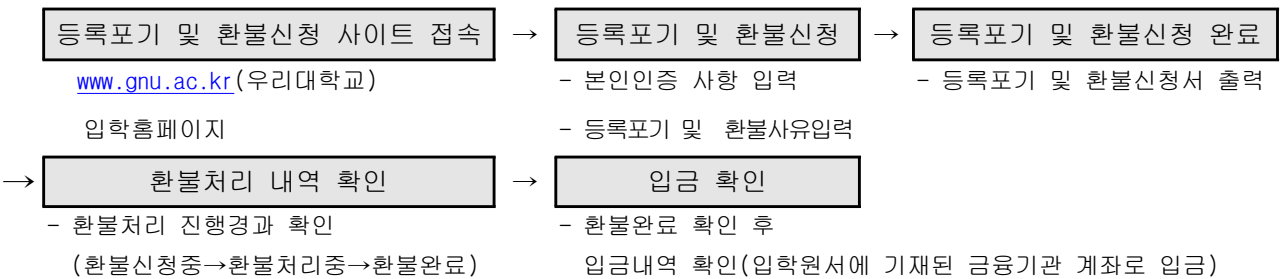 등록포기 및 환불신청 사이트 접속 → 등록포기 및 환불신청 → 등록포기 및 환불신청 완료
www.gnu.ac.kr(우리대학교) - 본인인증 사항 입력 - 등록포기 및 환불신청서 출력
입학홈페이지 - 등록포기 및 환불사유입력
→ 환불처리 내역 확인 → 입금 확인
- 환불처리 진행경과 확인 - 환불완료 확인 후
(환불신청중→환불처리중→환불완료) 입금내역 확인(입학원서에 기재된 금융기관 계좌로 입금)